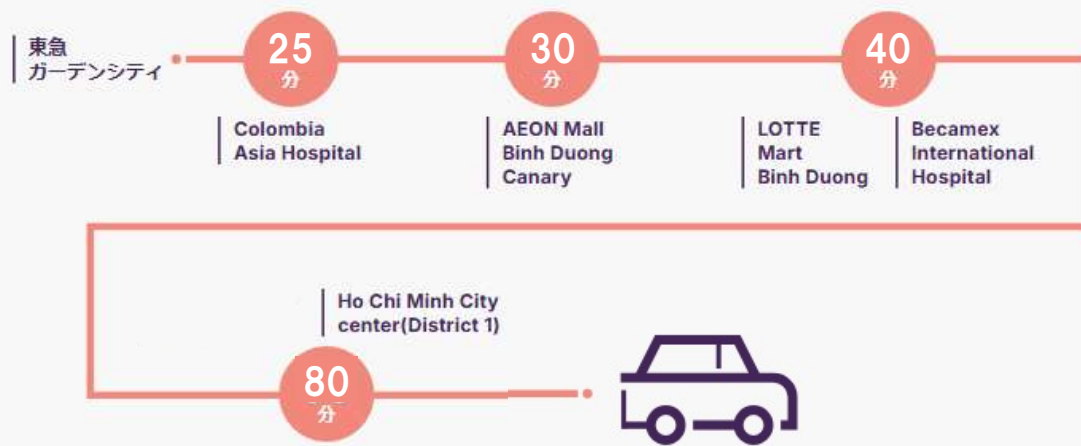 東急
ガーデンシティ
25
分
Colombia
Asia Hospital
30
分
AEON Mall
Binh Duong
Canary
40
分
LOTTE
Mart
Binh Duong
Becamex
International
Hospital
Ho Chi Minh City
center(District 1)
80
分